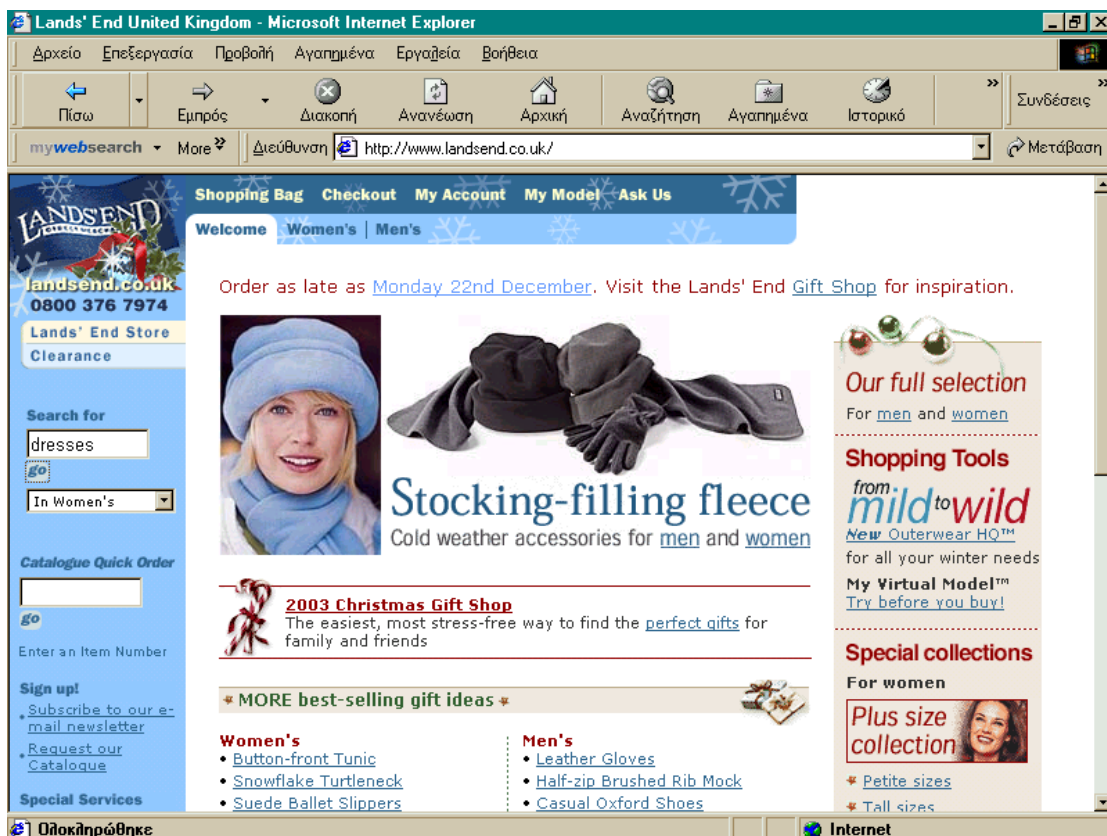 Lands' End United Kingdom - Microsoft Internet Explorer
Αρχείο Επεξεργασία Προβολή Αγαπημένα Εργαλεία Βοήθεια
Πίσω Εμπρός Διακοπή Ανανέωση Αρχική Αναζήτηση Αγαπημένα Ιστορικό » Συνδέσεις »
mywebsearch More » Διεύθυνση http://www.landsend.co.uk/ Μετάβαση
LANDS' END
landsend.co.uk
0800 376 7974
Lands' End Store
Clearance
Search for
dresses
go
In Women's
Catalogue Quick Order
go
Enter an Item Number
Sign up!
Subscribe to our e-
mail newsletter
Request our
Catalogue
Special Services
Shopping Bag Checkout My Account My Model Ask Us
Welcome Women's | Men's
Order as late as Monday 22nd December. Visit the Lands' End Gift Shop for inspiration.
Stocking-filling fleece
Cold weather accessories for men and women
2003 Christmas Gift Shop
The easiest, most stress-free way to find the perfect gifts for
family and friends
MORE best-selling gift ideas
Women's
• Button-front Tunic
• Snowflake Turtleneck
• Suede Ballet Slippers
Men's
• Leather Gloves
• Half-zip Brushed Rib Mock
• Casual Oxford Shoes
Our full selection
For men and women
Shopping Tools
from mild to wild
New Outerwear HQ™
for all your winter needs
My Virtual Model™
Try before you buy!
Special collections
For women
Plus size
collection
Petite sizes
Tall sizes
Ολοκληρώθηκε Internet